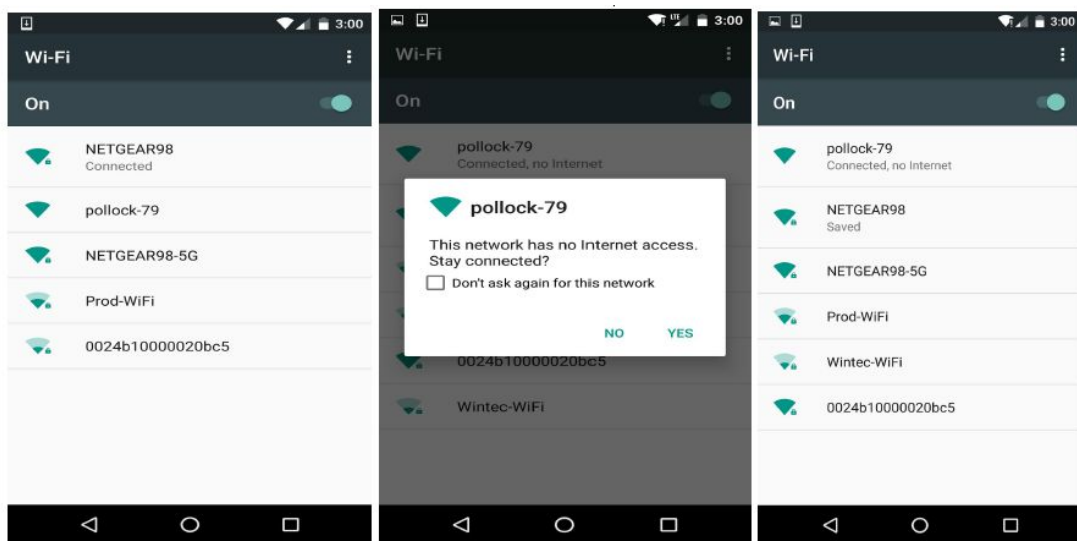 3:00
Wi-Fi
On
NETGEAR98
Connected
pollock-79
NETGEAR98-5G
Prod-WiFi
0024b10000020bc5
LTE 3:00
Wi-Fi
On
pollock-79
Connected, no Internet
pollock-79
This network has no Internet access.
Stay connected?
Don't ask again for this network
NO YES
0024b10000020bc5
Wintec-WiFi
3:00
Wi-Fi
On
pollock-79
Connected, no Internet
NETGEAR98
Saved
NETGEAR98-5G
Prod-WiFi
Wintec-WiFi
0024b10000020bc5